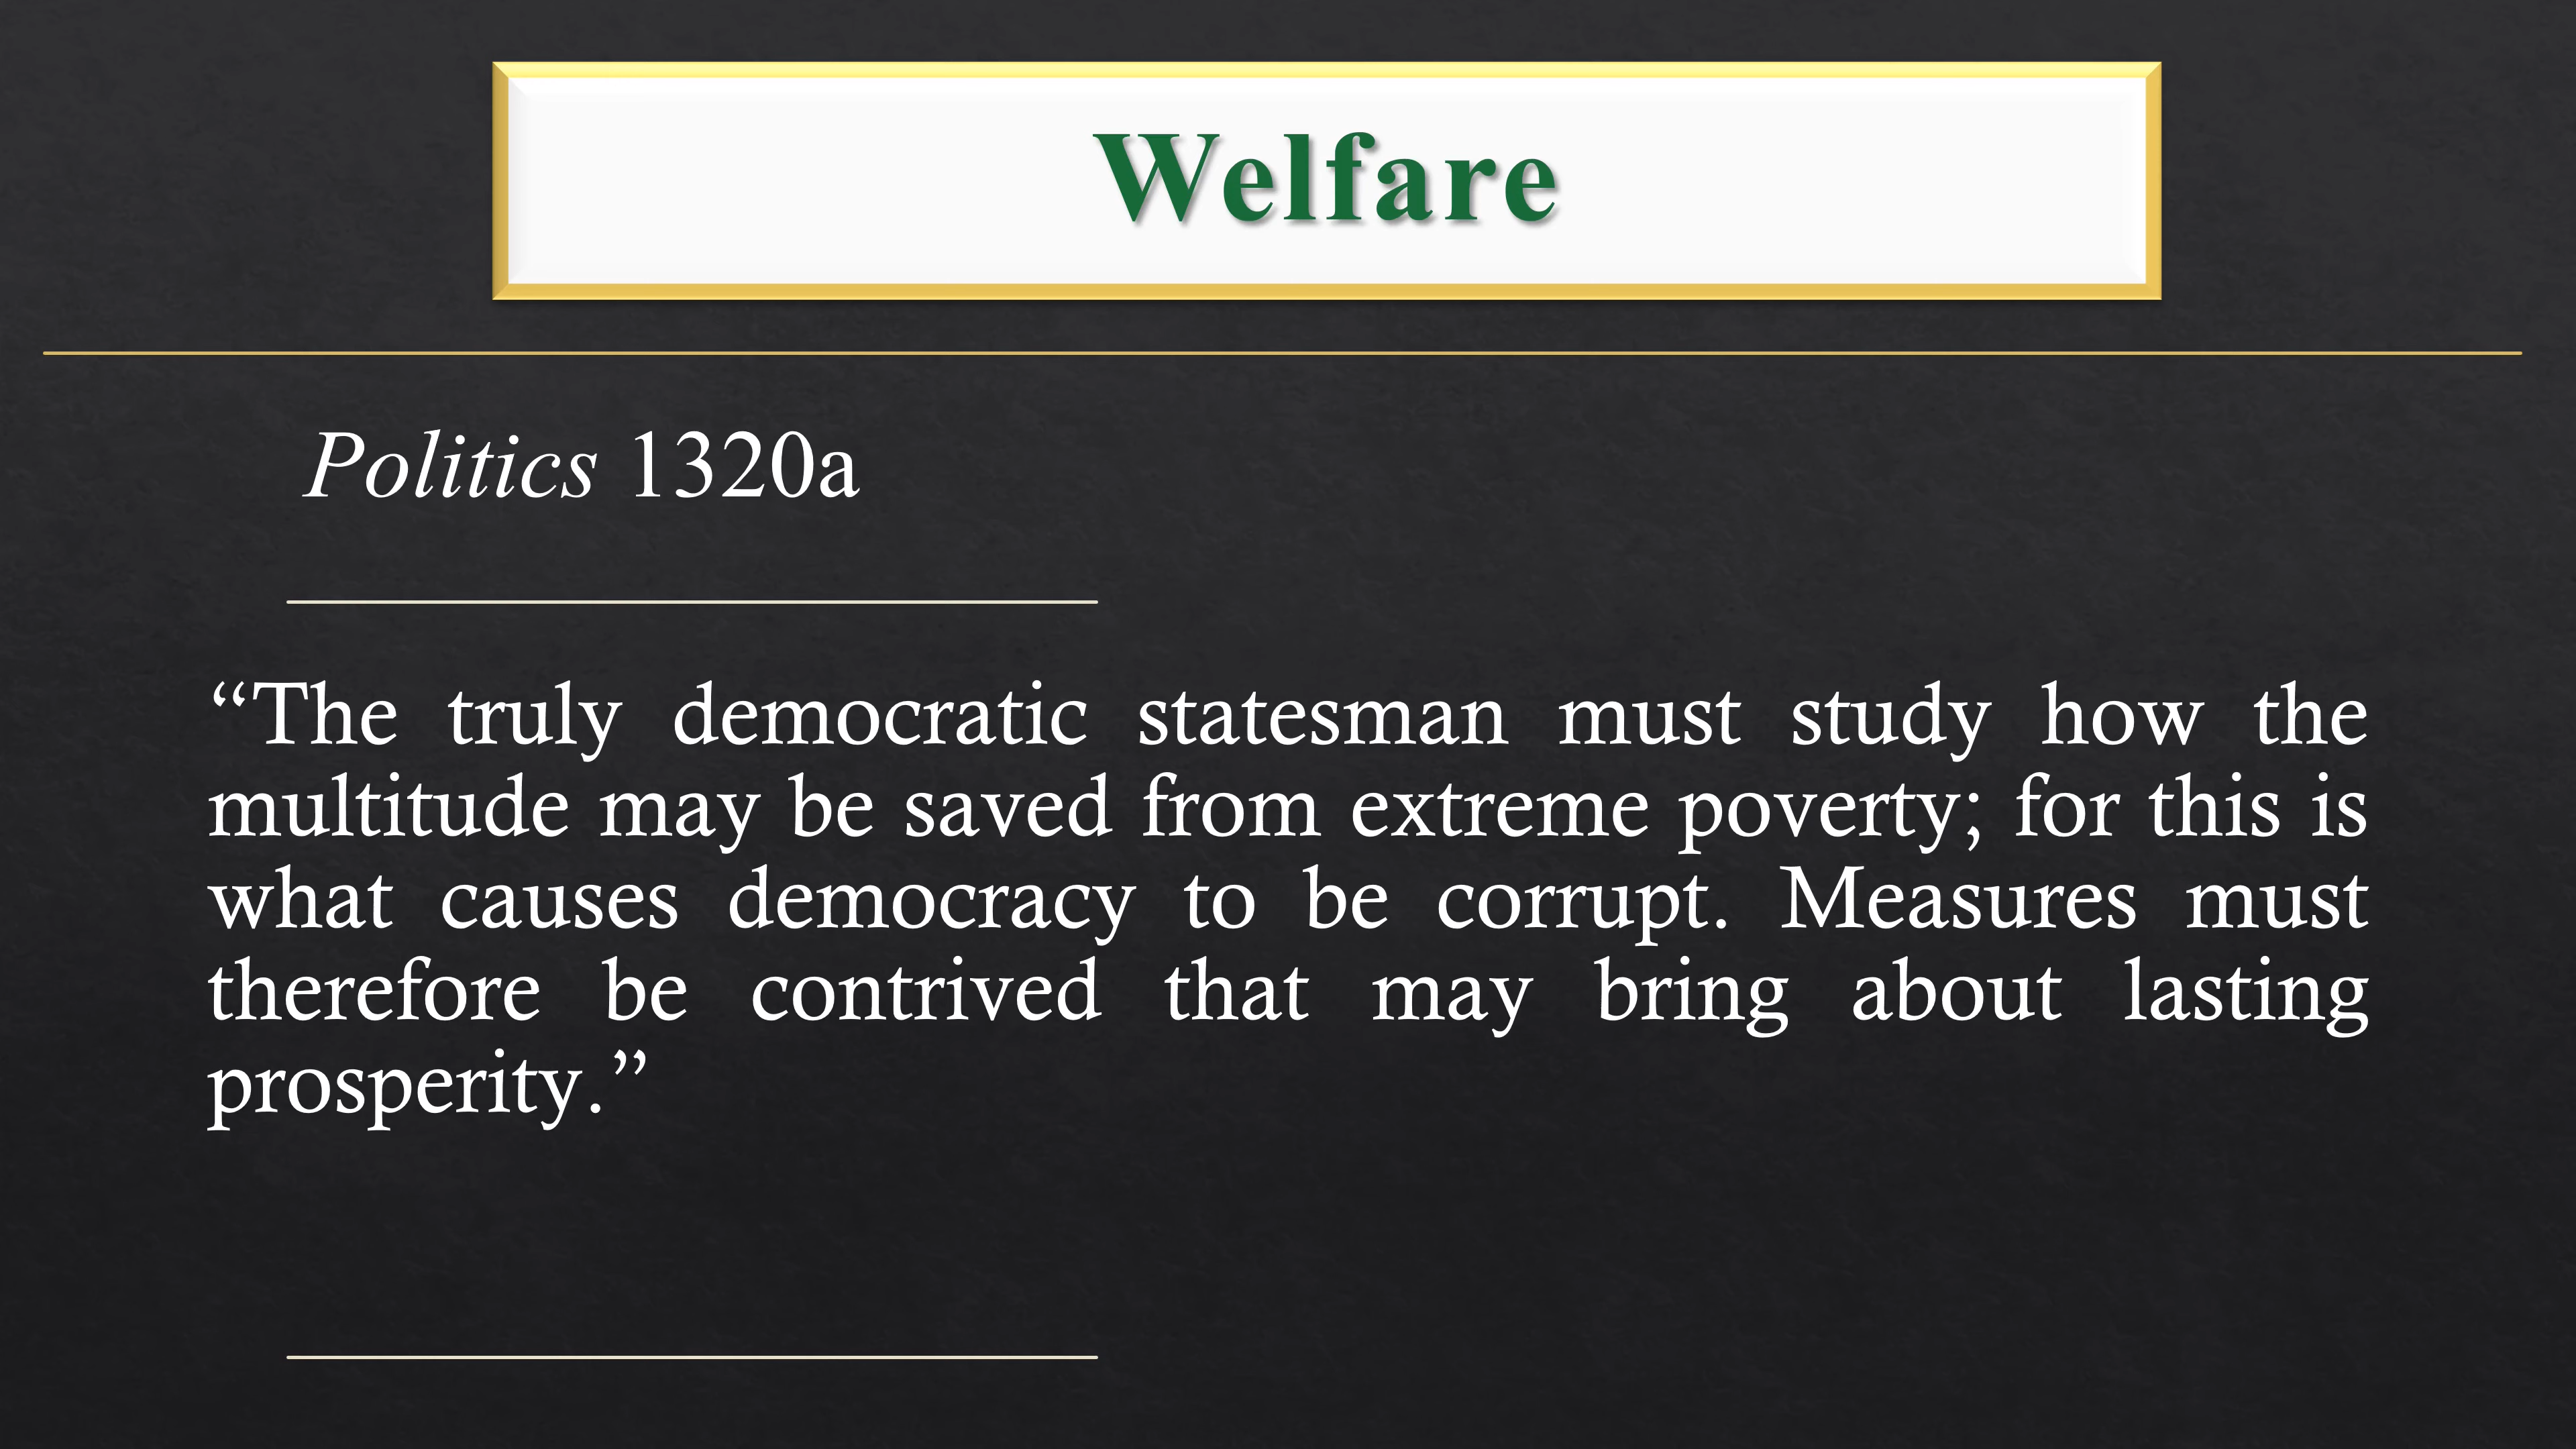 Welfare
Politics 1320a
“The truly democratic statesman must study how the
multitude may be saved from extreme poverty; for this is
what causes democracy to be corrupt. Measures must
therefore be contrived that may bring about lasting
prosperity.”